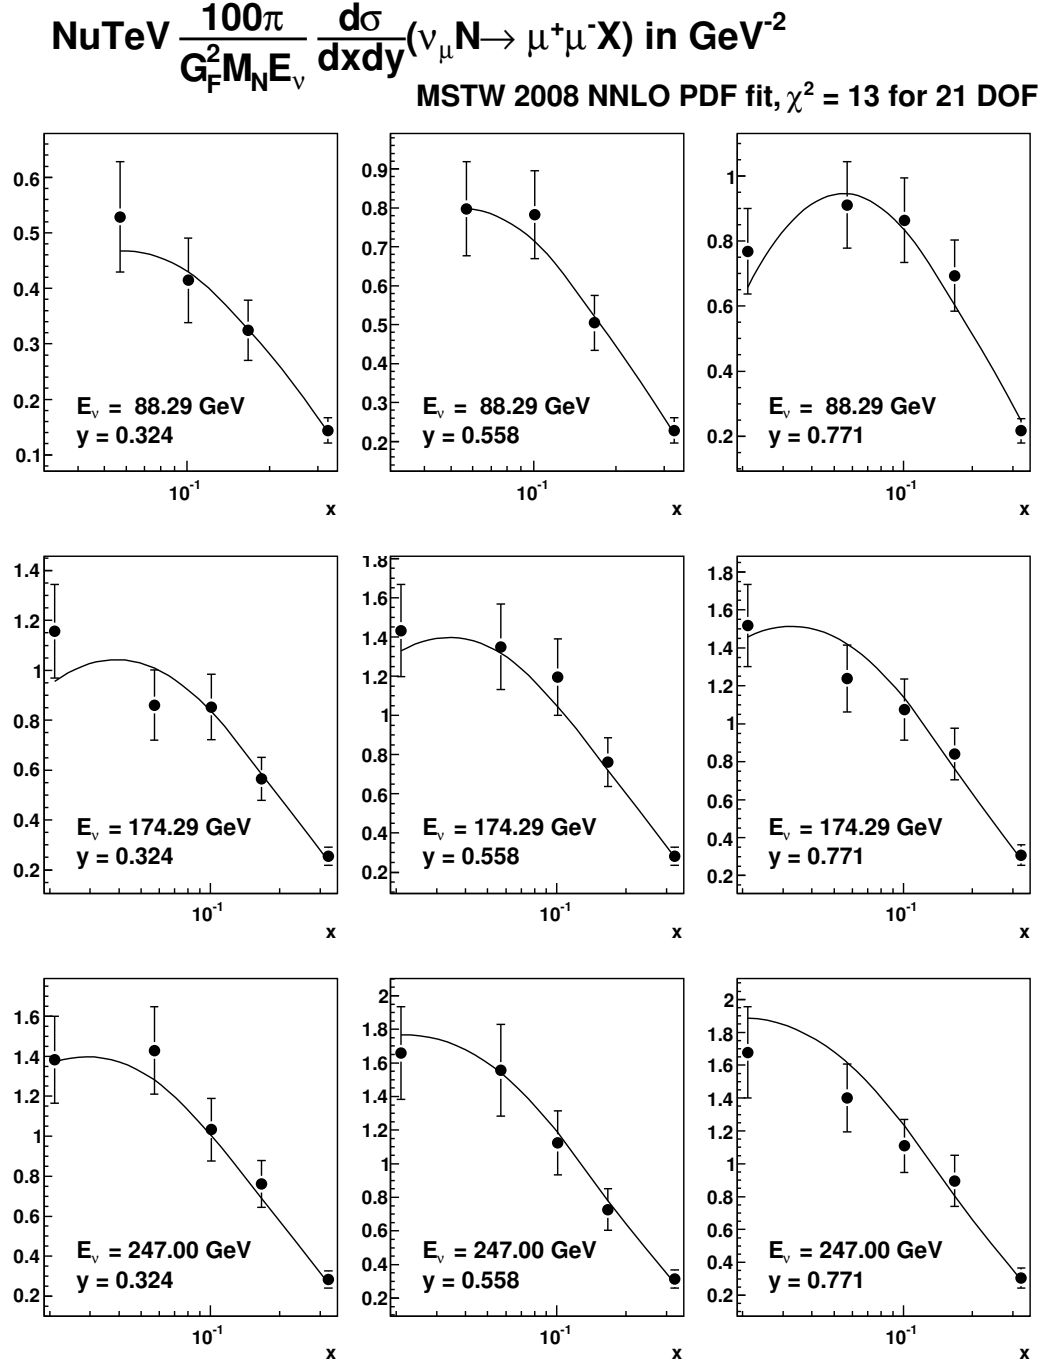 NuTeV 100π/G_F^2 M_N E_ν dσ/dxdy (ν_μ N → μ⁺μ⁻X) in GeV⁻²
MSTW 2008 NNLO PDF fit, χ² = 13 for 21 DOF
0.6
0.5
0.4
0.3
0.2
0.1
E_ν = 88.29 GeV
y = 0.324
10⁻¹
x
0.9
0.8
0.7
0.6
0.5
0.4
0.3
0.2
E_ν = 88.29 GeV
y = 0.558
10⁻¹
x
1
0.8
0.6
0.4
0.2
E_ν = 88.29 GeV
y = 0.771
10⁻¹
x
1.4
1.2
1
0.8
0.6
0.4
0.2
E_ν = 174.29 GeV
y = 0.324
10⁻¹
x
1.8
1.6
1.4
1.2
1
0.8
0.6
0.4
0.2
E_ν = 174.29 GeV
y = 0.558
10⁻¹
x
1.8
1.6
1.4
1.2
1
0.8
0.6
0.4
0.2
E_ν = 174.29 GeV
y = 0.771
10⁻¹
x
1.6
1.4
1.2
1
0.8
0.6
0.4
0.2
E_ν = 247.00 GeV
y = 0.324
10⁻¹
x
2
1.8
1.6
1.4
1.2
1
0.8
0.6
0.4
0.2
E_ν = 247.00 GeV
y = 0.558
10⁻¹
x
2
1.8
1.6
1.4
1.2
1
0.8
0.6
0.4
0.2
E_ν = 247.00 GeV
y = 0.771
10⁻¹
x